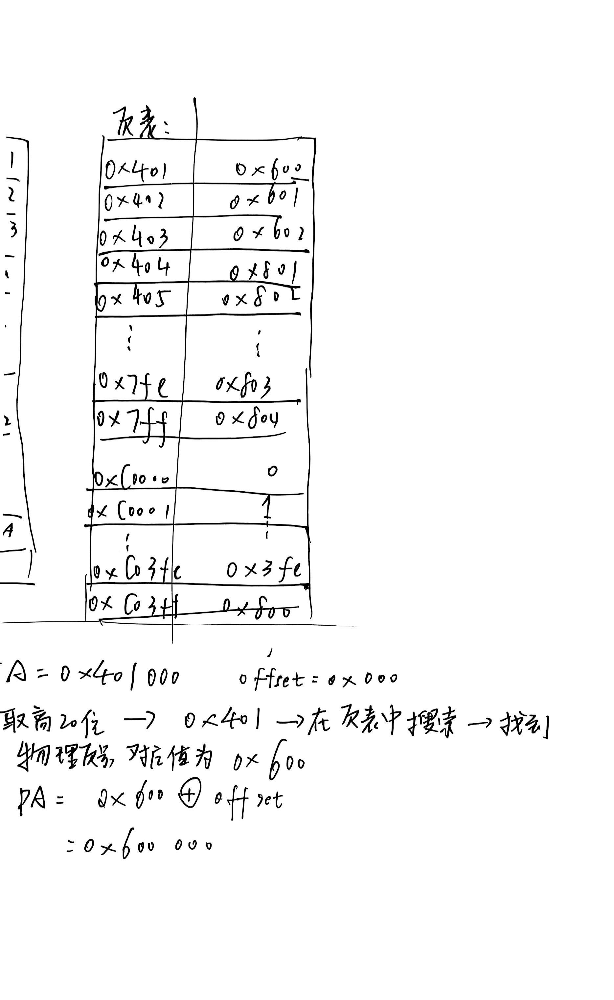 页表:
1
0x401 0x600
2
0x402 0x601
3
0x403 0x602
0x404 0x801
0x405 0x802
⋮ ⋮
0x7fe 0x803
2
0x7ff 0x804
0xC0000 0
0xC0001 1
⋮ ⋮
0xC03fe 0x3fe
0xC03ff 0x800
A = 0x401000 offset = 0x000
取高20位 → 0x401 → 在页表中搜索 → 找到
物理页号 对应值为 0x600
PA = 0x600 ⊕ offset
= 0x600 000